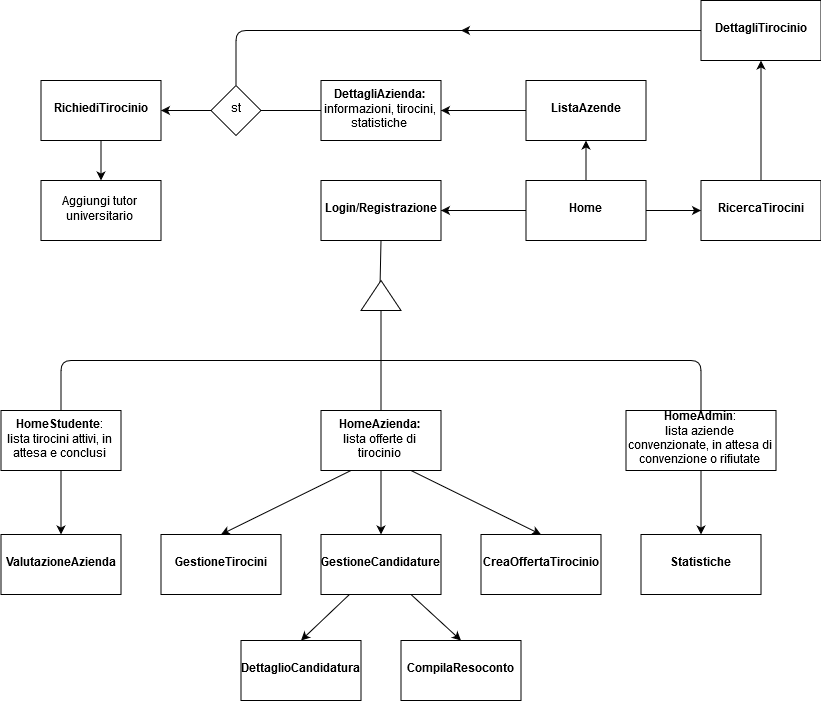 DettagliTirocinio
RichiediTirocinio
st
DettagliAzienda:
informazioni, tirocini,
statistiche
ListaAzende
Aggiungi tutor
universitario
Login/Registrazione
Home
RicercaTirocini
HomeStudente:
lista tirocini attivi, in
attesa e conclusi
HomeAzienda:
lista offerte di
tirocinio
HomeAdmin:
lista aziende
convenzionate, in attesa di
convenzione o rifiutate
ValutazioneAzienda
GestioneTirocini
GestioneCandidature
CreaOffertaTirocinio
Statistiche
DettaglioCandidatura
CompilaResoconto